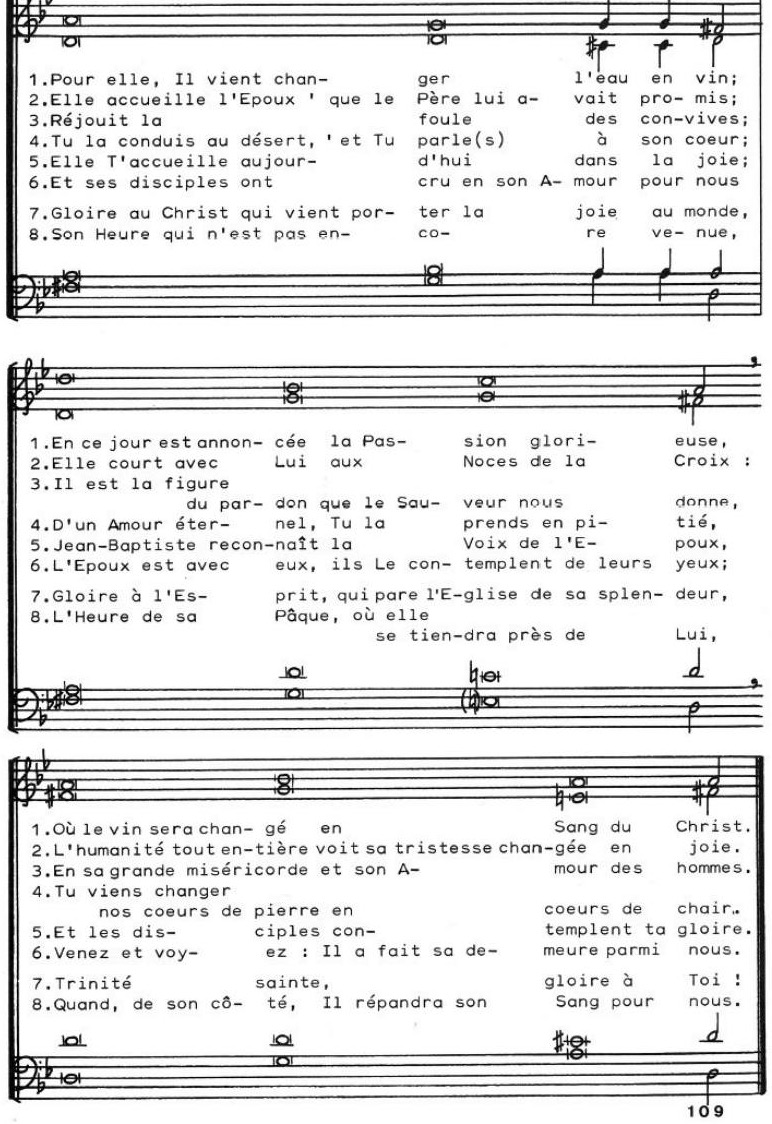 1.Pour elle, Il vient chan- ger l'eau en vin;
2.Elle accueille l'Epoux ' que le Père lui a- vait pro- mis;
3.Réjouit la foule des con-vives;
4.Tu la conduis au désert, ' et Tu parle(s) à son coeur;
5.Elle T'accueille aujour- d'hui dans la joie;
6.Et ses disciples ont cru en son A- mour pour nous
7.Gloire au Christ qui vient por- ter la joie au monde,
8.Son Heure qui n'est pas en- co- re ve- nue,
1.En ce jour est annon- cée la Pas- sion glori- euse,
2.Elle court avec Lui aux Noces de la Croix :
3.Il est la figure
du par- don que le Sau- veur nous donne,
4.D'un Amour éter- nel, Tu la prends en pi- tié,
5.Jean-Baptiste recon-naît la Voix de l'E- poux,
6.L'Epoux est avec eux, ils Le con- templent de leurs yeux;
7.Gloire à l'Es- prit, qui pare l'E-glise de sa splen- deur,
8.L'Heure de sa Pâque, où elle
se tien-dra près de Lui,
1.Où le vin sera chan- gé en Sang du Christ.
2.L'humanité tout en-tière voit sa tristesse chan-gée en joie.
3.En sa grande miséricorde et son A- mour des hommes.
4.Tu viens changer
nos coeurs de pierre en coeurs de chair.
5.Et les dis- ciples con- templent ta gloire.
6.Venez et voy- ez : Il a fait sa de- meure parmi nous.
7.Trinité sainte, gloire à Toi !
8.Quand, de son cô- té, Il répandra son Sang pour nous.
109